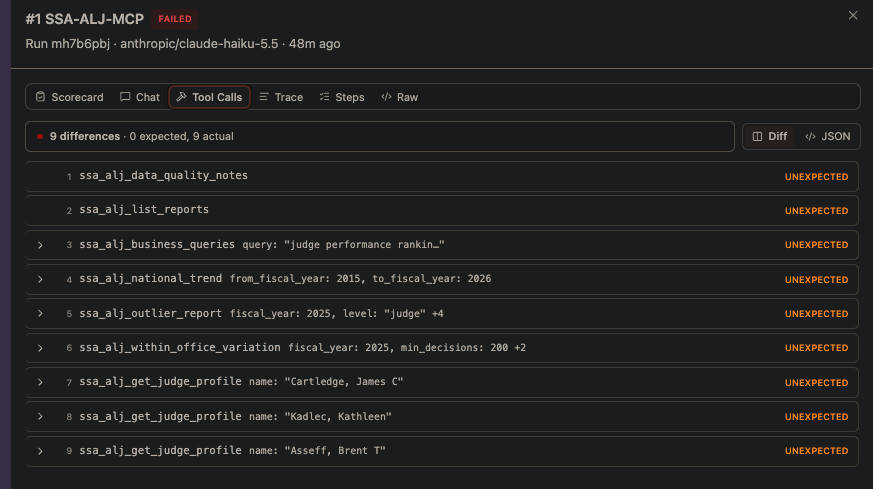 #1 SSA-ALJ-MCP FAILED
Run mh7b6pbj · anthropic/claude-haiku-5.5 · 48m ago
Scorecard Chat Tool Calls Trace Steps Raw
9 differences · 0 expected, 9 actual Diff JSON
1 ssa_alj_data_quality_notes UNEXPECTED
2 ssa_alj_list_reports UNEXPECTED
3 ssa_alj_business_queries query: "judge performance rankin…" UNEXPECTED
4 ssa_alj_national_trend from_fiscal_year: 2015, to_fiscal_year: 2026 UNEXPECTED
5 ssa_alj_outlier_report fiscal_year: 2025, level: "judge" +4 UNEXPECTED
6 ssa_alj_within_office_variation fiscal_year: 2025, min_decisions: 200 +2 UNEXPECTED
7 ssa_alj_get_judge_profile name: "Cartledge, James C" UNEXPECTED
8 ssa_alj_get_judge_profile name: "Kadlec, Kathleen" UNEXPECTED
9 ssa_alj_get_judge_profile name: "Asseff, Brent T" UNEXPECTED